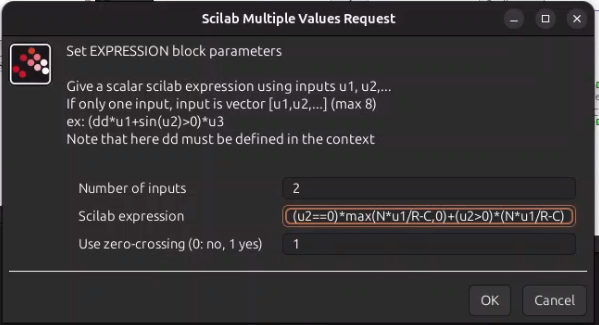 Scilab Multiple Values Request
Set EXPRESSION block parameters
Give a scalar scilab expression using inputs u1, u2,...
If only one input, input is vector [u1,u2,...] (max 8)
ex: (dd*u1+sin(u2)>0)*u3
Note that here dd must be defined in the context
Number of inputs 2
Scilab expression (u2==0)*max(N*u1/R-C,0)+(u2>0)*(N*u1/R-C)
Use zero-crossing (0: no, 1 yes) 1
OK Cancel